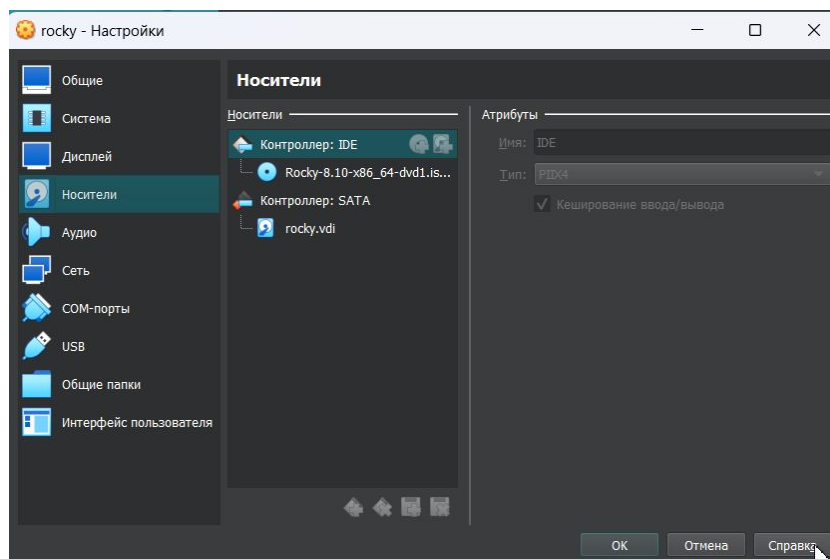 rocky - Настройки
Общие
Система
Дисплей
Носители
Аудио
Сеть
COM-порты
USB
Общие папки
Интерфейс пользователя
Носители
Носители
Контроллер: IDE
Rocky-8.10-x86_64-dvd1.is...
Контроллер: SATA
rocky.vdi
Атрибуты
Имя: IDE
Тип: PIIX4
Кеширование ввода/вывода
OK
Отмена
Справка